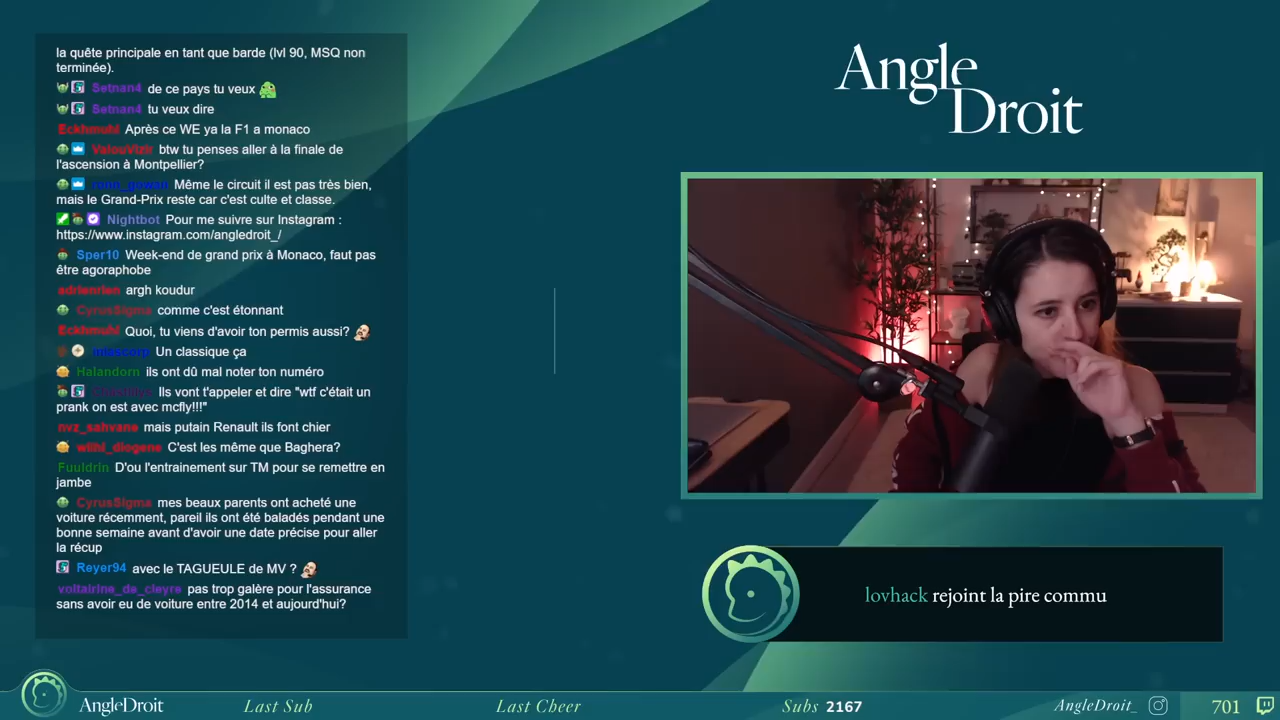 la quête principale en tant que barde (lvl 90, MSQ non
terminée).
Setnan4 de ce pays tu veux
Setnan4 tu veux dire
Eckhmuhl Après ce WE ya la F1 a monaco
ValouVizir btw tu penses aller à la finale de
l'ascension à Montpellier?
Même le circuit il est pas très bien,
mais le Grand-Prix reste car c'est culte et classe.
Nightbot Pour me suivre sur Instagram :
https://www.instagram.com/angledroit_/
Sper10 Week-end de grand prix à Monaco, faut pas
être agoraphobe
adrienrien argh koudur
CyrusSigma comme c'est étonnant
Eckhmuhl Quoi, tu viens d'avoir ton permis aussi?
Un classique ça
Halandorn ils ont dû mal noter ton numéro
Ils vont t'appeler et dire "wtf c'était un
prank on est avec mcfly!!!"
nvz_sahvane mais putain Renault ils font chier
C'est les même que Baghera?
Fuuldrin D'ou l'entrainement sur TM pour se remettre en
jambe
CyrusSigma mes beaux parents ont acheté une
voiture récemment, pareil ils ont été baladés pendant une
bonne semaine avant d'avoir une date précise pour aller
la récup
Reyer94 avec le TAGUEULE de MV ?
voltairine_de_cleyre pas trop galère pour l'assurance
sans avoir eu de voiture entre 2014 et aujourd'hui?
Angle
Droit
lovhack rejoint la pire commu
AngleDroit
Last Sub
Last Cheer
Subs 2167
AngleDroit_
701